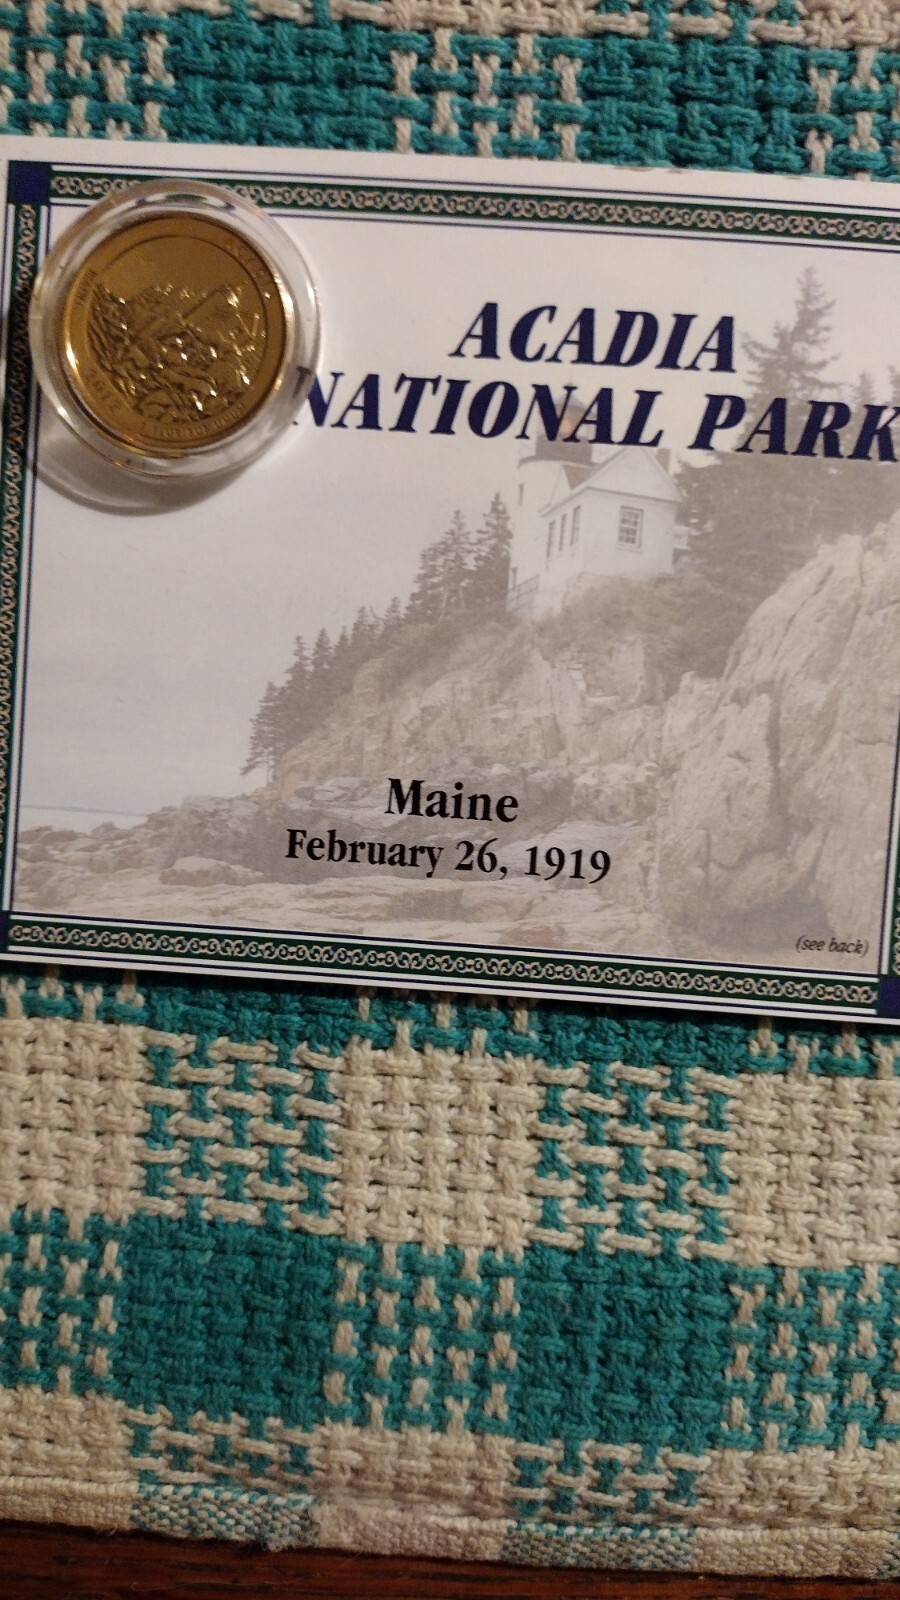 ACADIA
NATIONAL PARK
Maine
February 26, 1919
(see back)